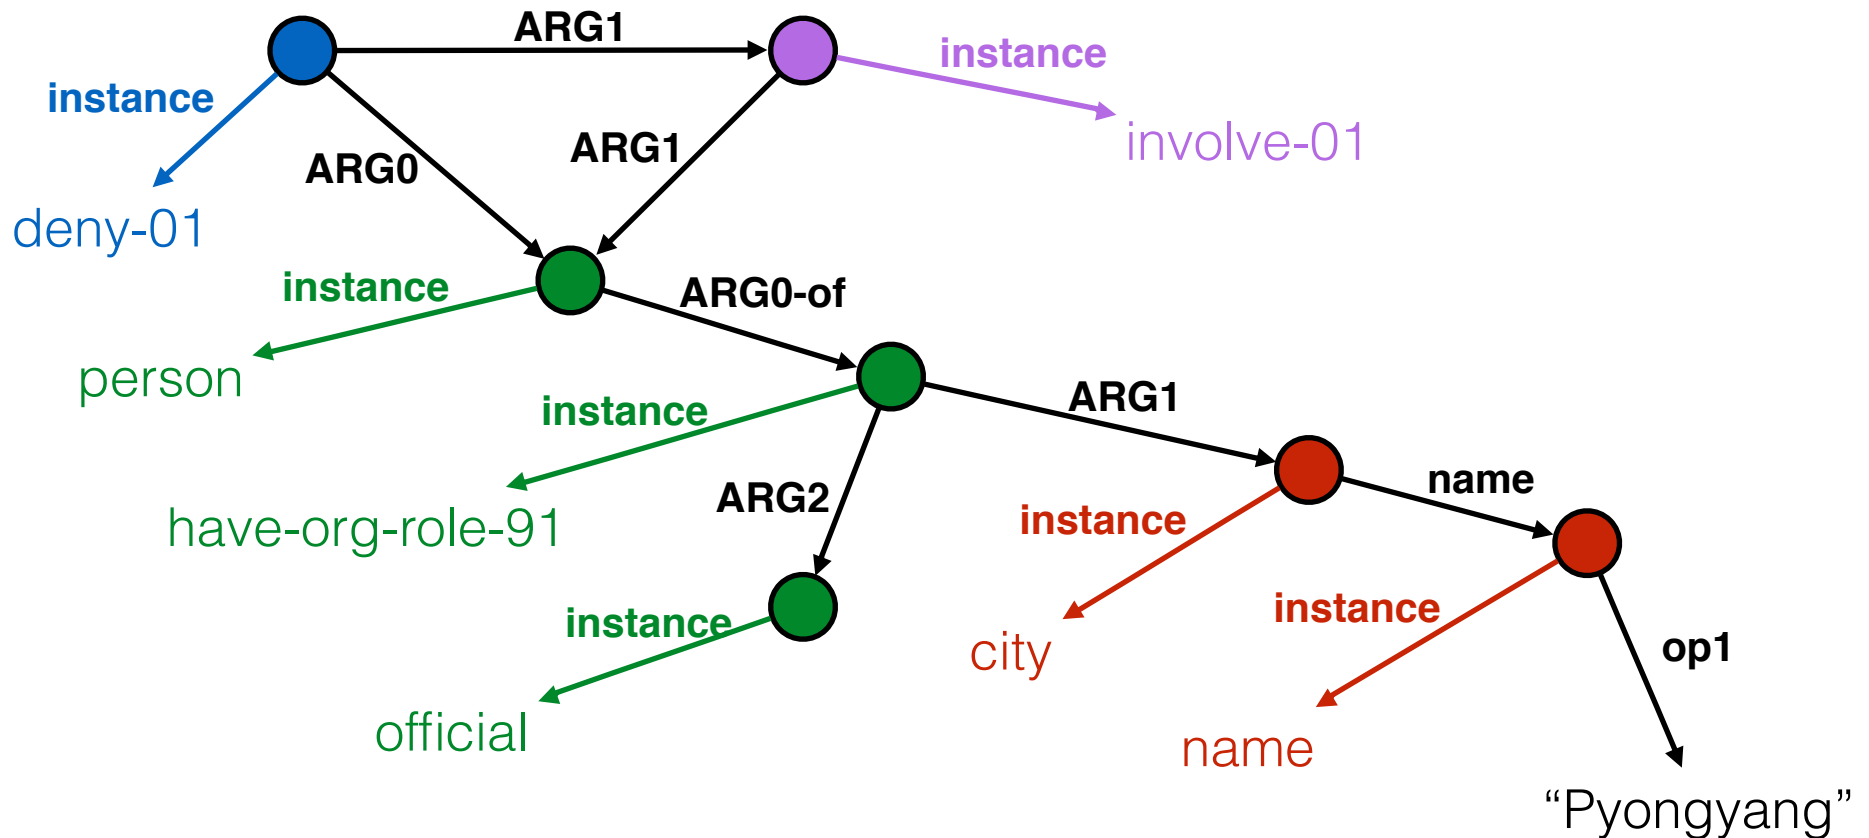 ARG1
instance
instance
involve-01
ARG0
ARG1
deny-01
instance
ARG0-of
person
instance
ARG1
ARG2
have-org-role-91
instance
name
instance
instance
official
city
name
op1
“Pyongyang”